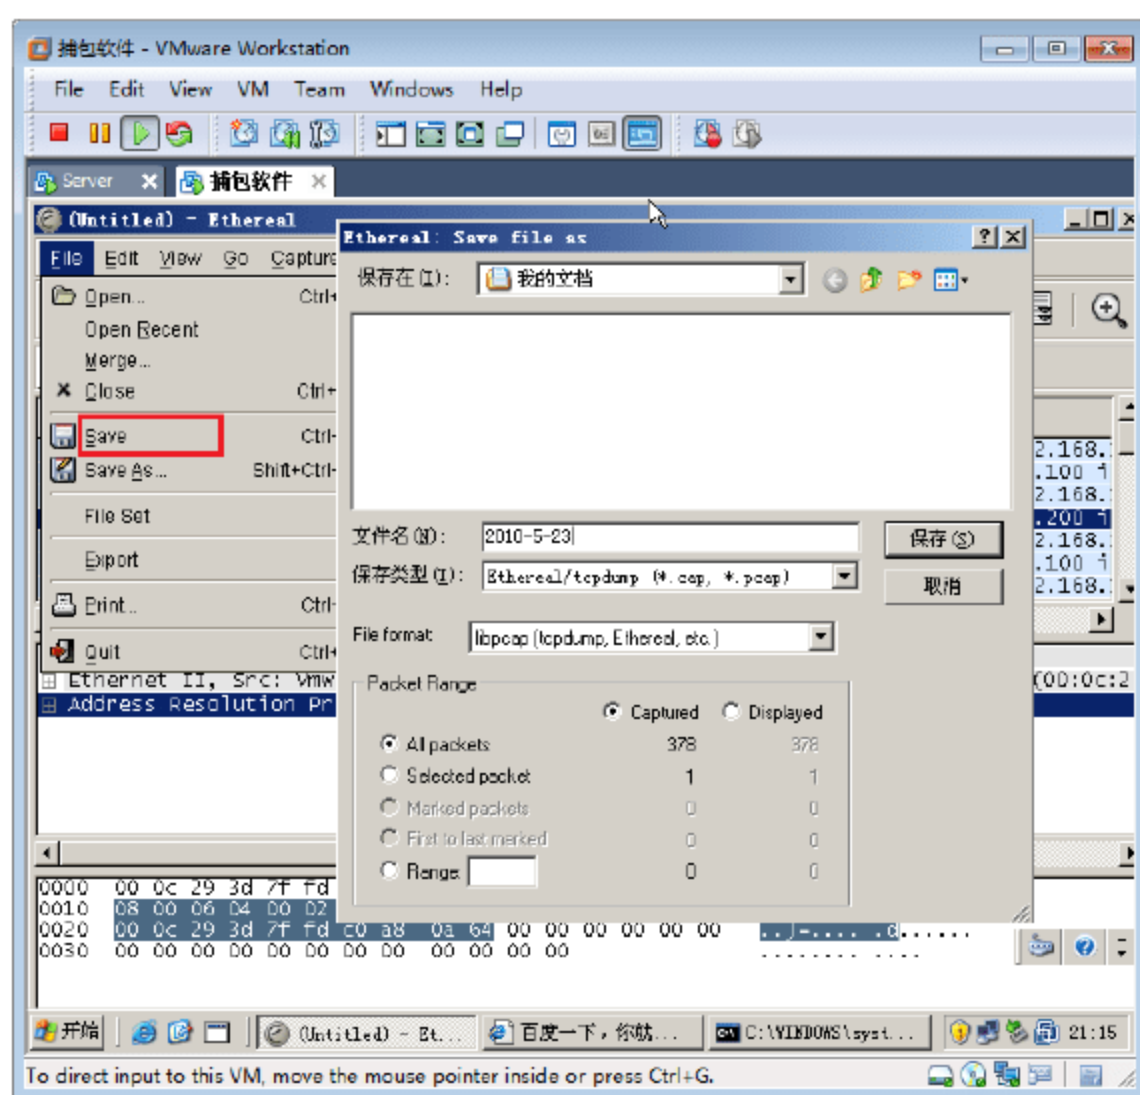 捕包软件 - VMware Workstation
File Edit View VM Team Windows Help
Server 捕包软件
(Untitled) - Ethereal
Ethereal: Save file as
File Edit View Go Capture
保存在(I): 我的文档
Open... Ctrl+
Open Recent
Merge...
Close Ctrl+
Save Ctrl-
Save As... Shift+Ctrl-
File Set
Export
Print... Ctrl-
Quit Ctrl+
2.168.
.100 i
2.168.
.200 i
2.168.
.100 i
2.168.
文件名(N): 2010-5-23 保存(S)
保存类型(T): Ethereal/tcpdump (*.cap, *.pcap) 取消
File format: libpcap (tcpdump, Ethereal, etc.)
Ethernet II, Src: Vmw (00:0c:2
Address Resolution Pr
Packet Range
Captured Displayed
All packets 378 378
Selected packet 1 1
Marked packets 0 0
First to last marked 0 0
Range: 0 0
0000 00 0c 29 3d 7f fd
0010 08 00 06 04 00 02
0020 00 0c 29 3d 7f fd c0 a8 0a 64 00 00 00 00 00 00 ..)=.... .d......
0030 00 00 00 00 00 00 00 00 00 00 00 00 ........ ....
开始 (Untitled) - Et... 百度一下，你就... C:\WINDOWS\syst... 21:15
To direct input to this VM, move the mouse pointer inside or press Ctrl+G.